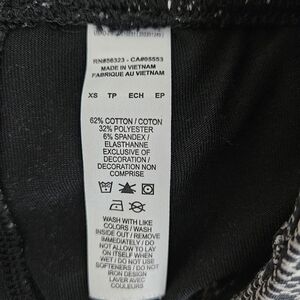 RN#56323 - CA#05553
MADE IN VIETNAM
FABRIQUÉ AU VIETNAM
XS TP ECH EP
62% COTTON / COTON
32% POLYESTER
6% SPANDEX /
ELASTHANNE
EXCLUSIVE OF
DECORATION /
DECORATION NON
COMPRISE
WASH WITH LIKE
COLORS / WASH
INSIDE OUT / REMOVE
IMMEDIATELY / DO
NOT ALLOW TO LAY
ON ITSELF WHEN
WET / DO NOT USE
SOFTENERS / DO NOT
IRON DESIGN
LAVER AVEC
COULEURS